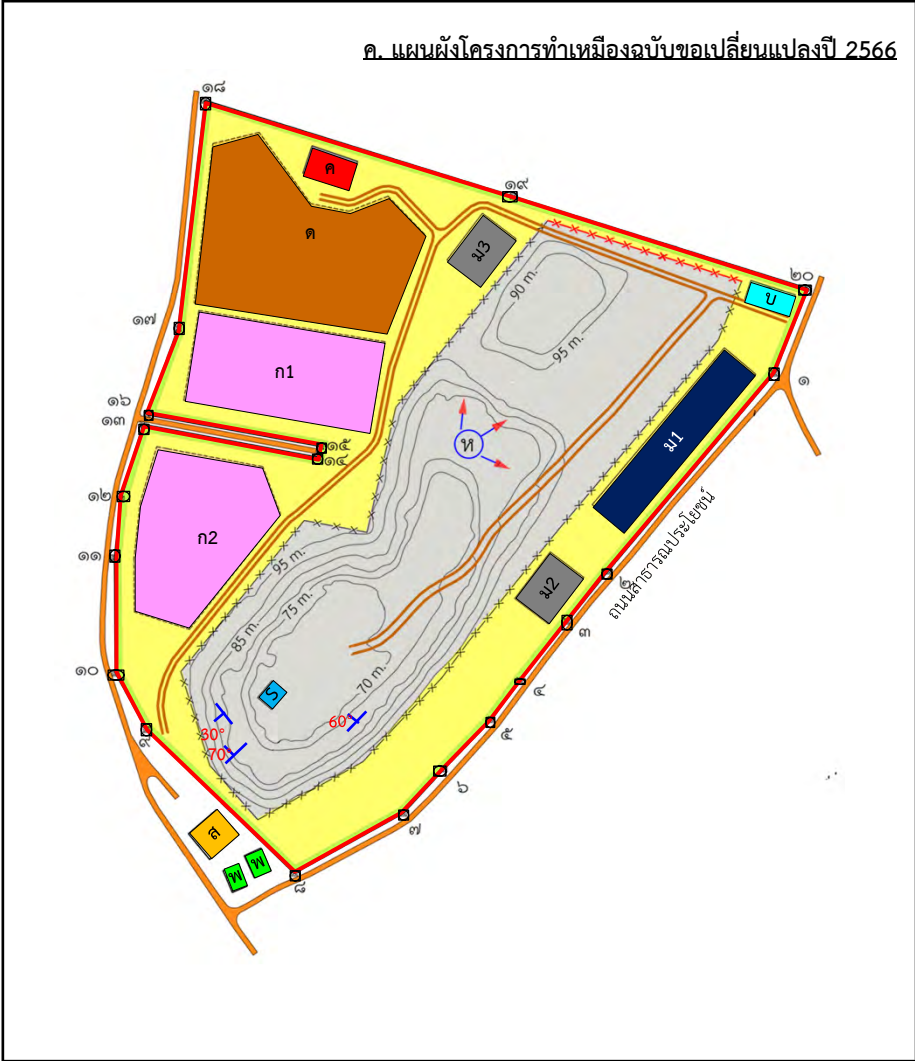 ค. แผนผังโครงการทำเหมืองฉบับขอเปลี่ยนแปลงปี 2566
๑๘
ค
๑๙
ด
ม3
๒๐
90 m.
บ
๑๗
95 m.
๑
ก1
๑๖
๑๓
ห
ม1
๑๕
๑๔
๑๒
ถนนสาธารณประโยชน์
ก2
๑๑
95 m.
75 m.
ม2
๒
85 m.
๓
๑๐
70 m.
๔
S
60°
30°
๕
๙
70°
๖
ส
๗
พ
พ
๘